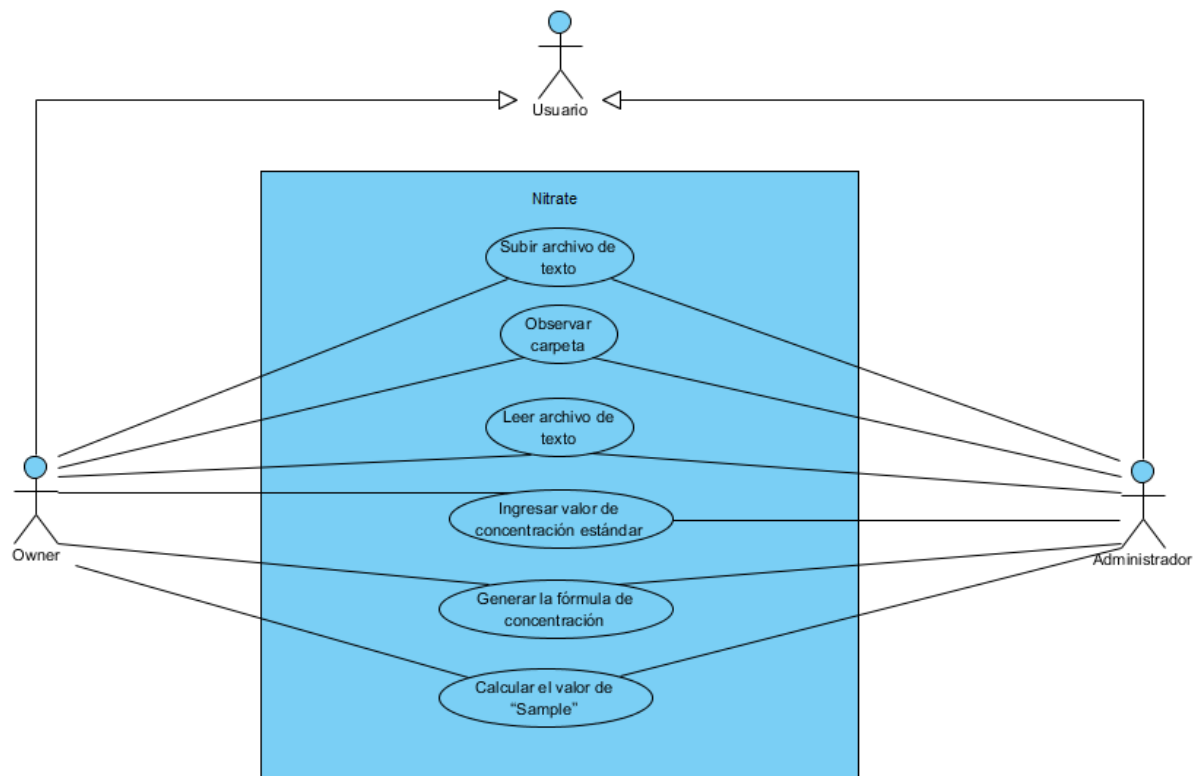 Usuario
Nitrate
Subir archivo de
texto
Observar
carpeta
Leer archivo de
texto
Ingresar valor de
concentración estándar
Owner
Administrador
Generar la fórmula de
concentración
Calcular el valor de
“Sample”